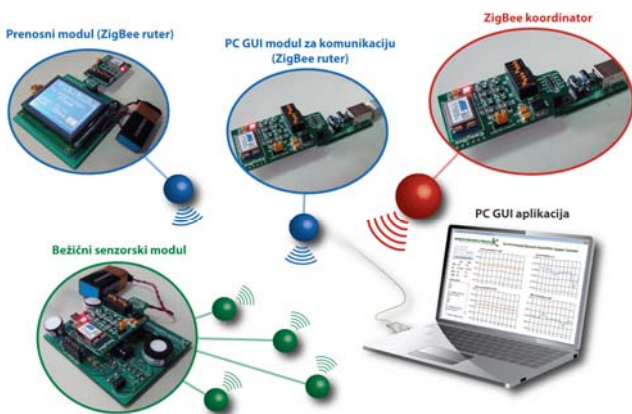 Prenosni modul (ZigBee ruter)
PC GUI modul za komunikaciju
(ZigBee ruter)
ZigBee koordinator
PC GUI aplikacija
Bežični senzorski modul